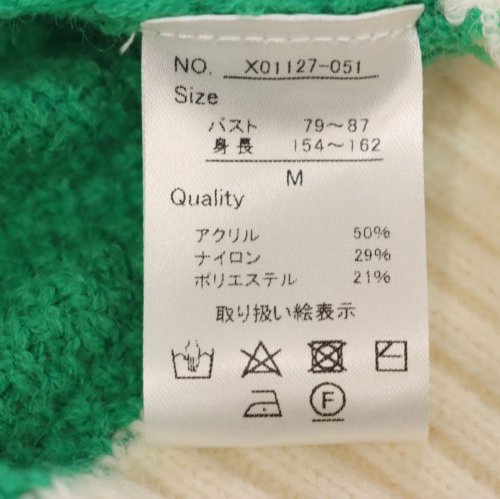 NO. X01127-051
Size
バスト 79～87
身長 154～162
M
Quality
アクリル 50%
ナイロン 29%
ポリエステル 21%
取り扱い絵表示
F